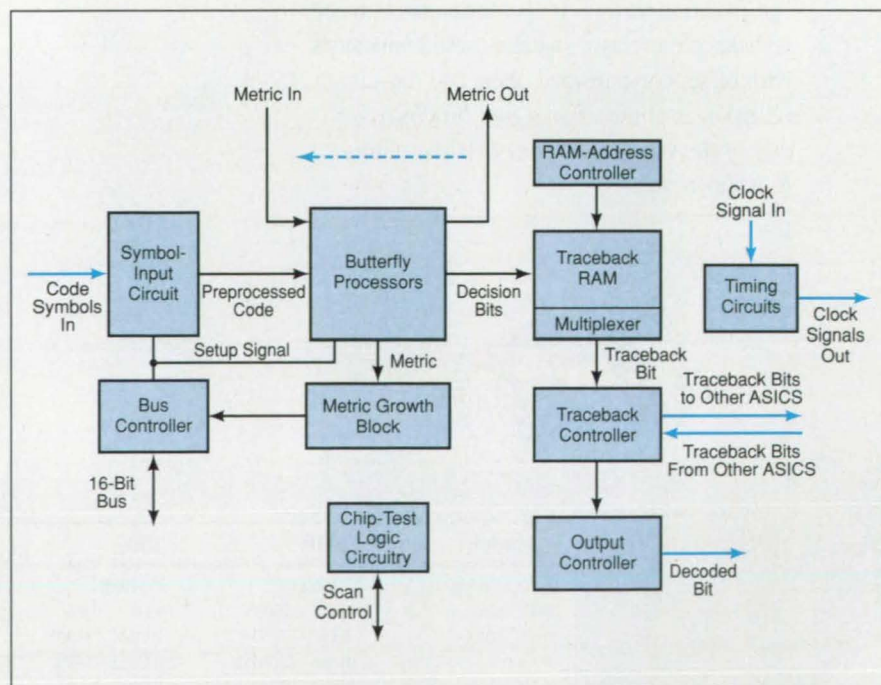 Metric In
Metric Out
RAM-Address
Controller
Clock
Signal In
Symbol-
Input
Circuit
Butterfly
Processors
Traceback
RAM
Multiplexer
Timing
Circuits
Code
Symbols
In
Preprocessed
Code
Decision
Bits
Clock
Signals
Out
Setup Signal
Metric
Traceback
Bit
Bus
Controller
Metric Growth
Block
Traceback
Controller
Traceback Bits
to Other ASICS
Traceback Bits
From Other ASICS
16-Bit
Bus
Chip-Test
Logic
Circuitry
Output
Controller
Decoded
Bit
Scan
Control